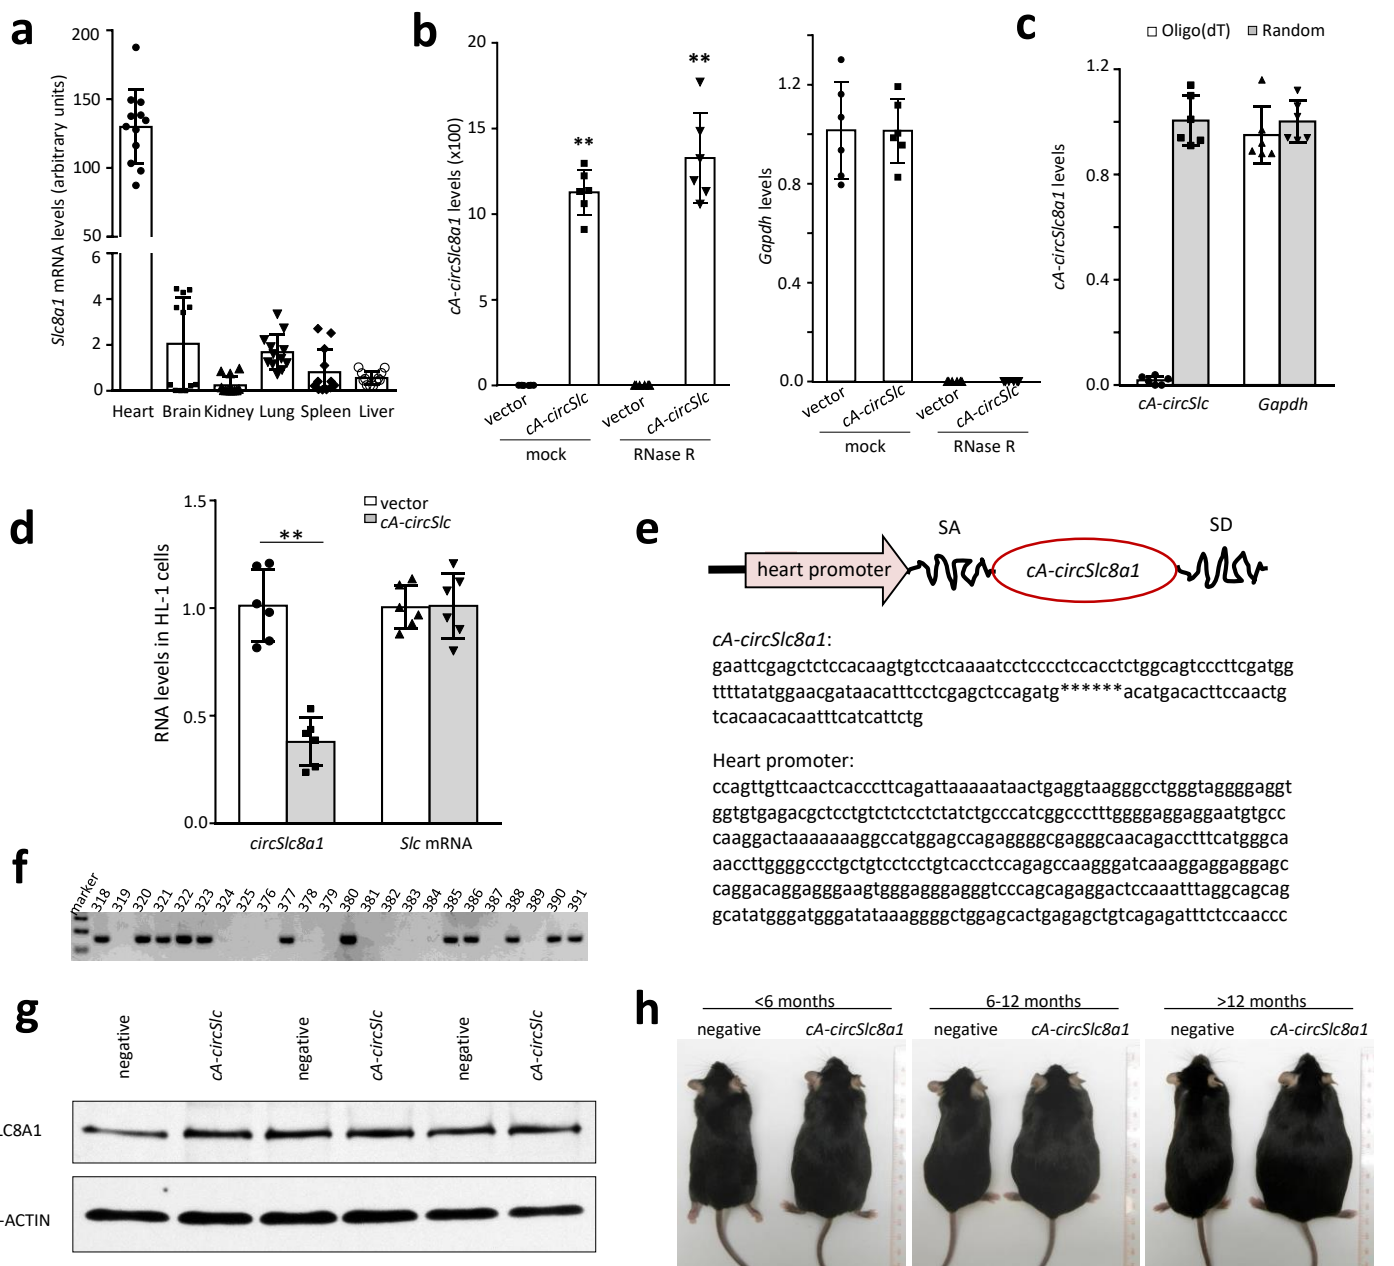 a
Slc8a1 mRNA levels (arbitrary units)
200
150
100
50
6
4
2
0
Heart Brain Kidney Lung Spleen Liver
b
cA-circSlc8a1 levels (x100)
20
15
10
5
0
**
**
vector cA-circSlc vector cA-circSlc
mock RNase R
Gapdh levels
1.2
0.8
0.4
0.0
vector cA-circSlc vector cA-circSlc
mock RNase R
c
Oligo(dT) Random
cA-circSlc8a1 levels
1.2
0.8
0.4
0.0
cA-circSlc Gapdh
d
RNA levels in HL-1 cells
1.5
1.0
0.5
0.0
vector
cA-circSlc
**
circSlc8a1 Slc mRNA
e
SA SD
heart promoter cA-circSlc8a1
cA-circSlc8a1:
gaattcgagctctccacaagtgtcctcaaaatcctcccctccacctctggcagtcccttcgatgg
ttttatatggaacgataacatttcctcgagctccagatg******acatgacacttccaactg
tcacaacacaatttcatcattctg
Heart promoter:
ccagttgttcaactcacccttcagattaaaaataactgaggtaagggcctgggtaggggaggt
ggtgtgagacgctcctgtctctcctctatctgcccatcggccctttggggaggaggaatgtgcc
caaggactaaaaaaaggccatggagccagaggggcgagggcaacagacctttcatgggca
aaccttggggccctgctgtcctcctgtcacctccagagccaagggatcaaaggaggaggagc
caggacaggagggaagtgggagggagggtcccagcagaggactccaaatttaggcagcag
gcatatgggatgggatataaaggggctggagcactgagagctgtcagagatttctccaaccc
f
marker 318 319 320 321 322 323 324 325 376 377 378 379 380 381 382 383 384 385 386 387 388 389 390 391
g
negative cA-circSlc negative cA-circSlc negative cA-circSlc
LC8A1
-ACTIN
h
<6 months 6-12 months >12 months
negative cA-circSlc8a1 negative cA-circSlc8a1 negative cA-circSlc8a1